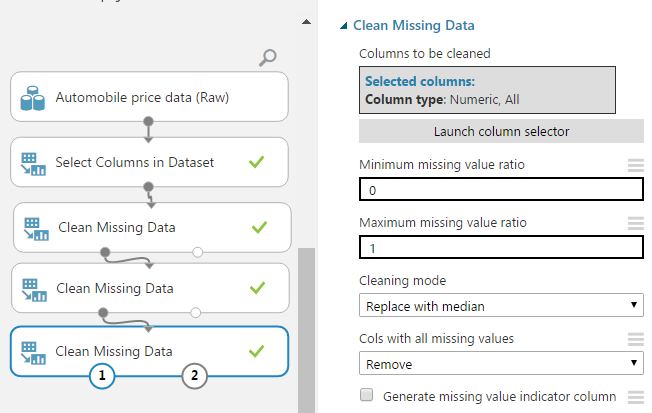 Automobile price data (Raw)
Select Columns in Dataset
Clean Missing Data
Clean Missing Data
Clean Missing Data
1
2
Clean Missing Data
Columns to be cleaned
Selected columns:
Column type: Numeric, All
Launch column selector
Minimum missing value ratio
0
Maximum missing value ratio
1
Cleaning mode
Replace with median
Cols with all missing values
Remove
Generate missing value indicator column